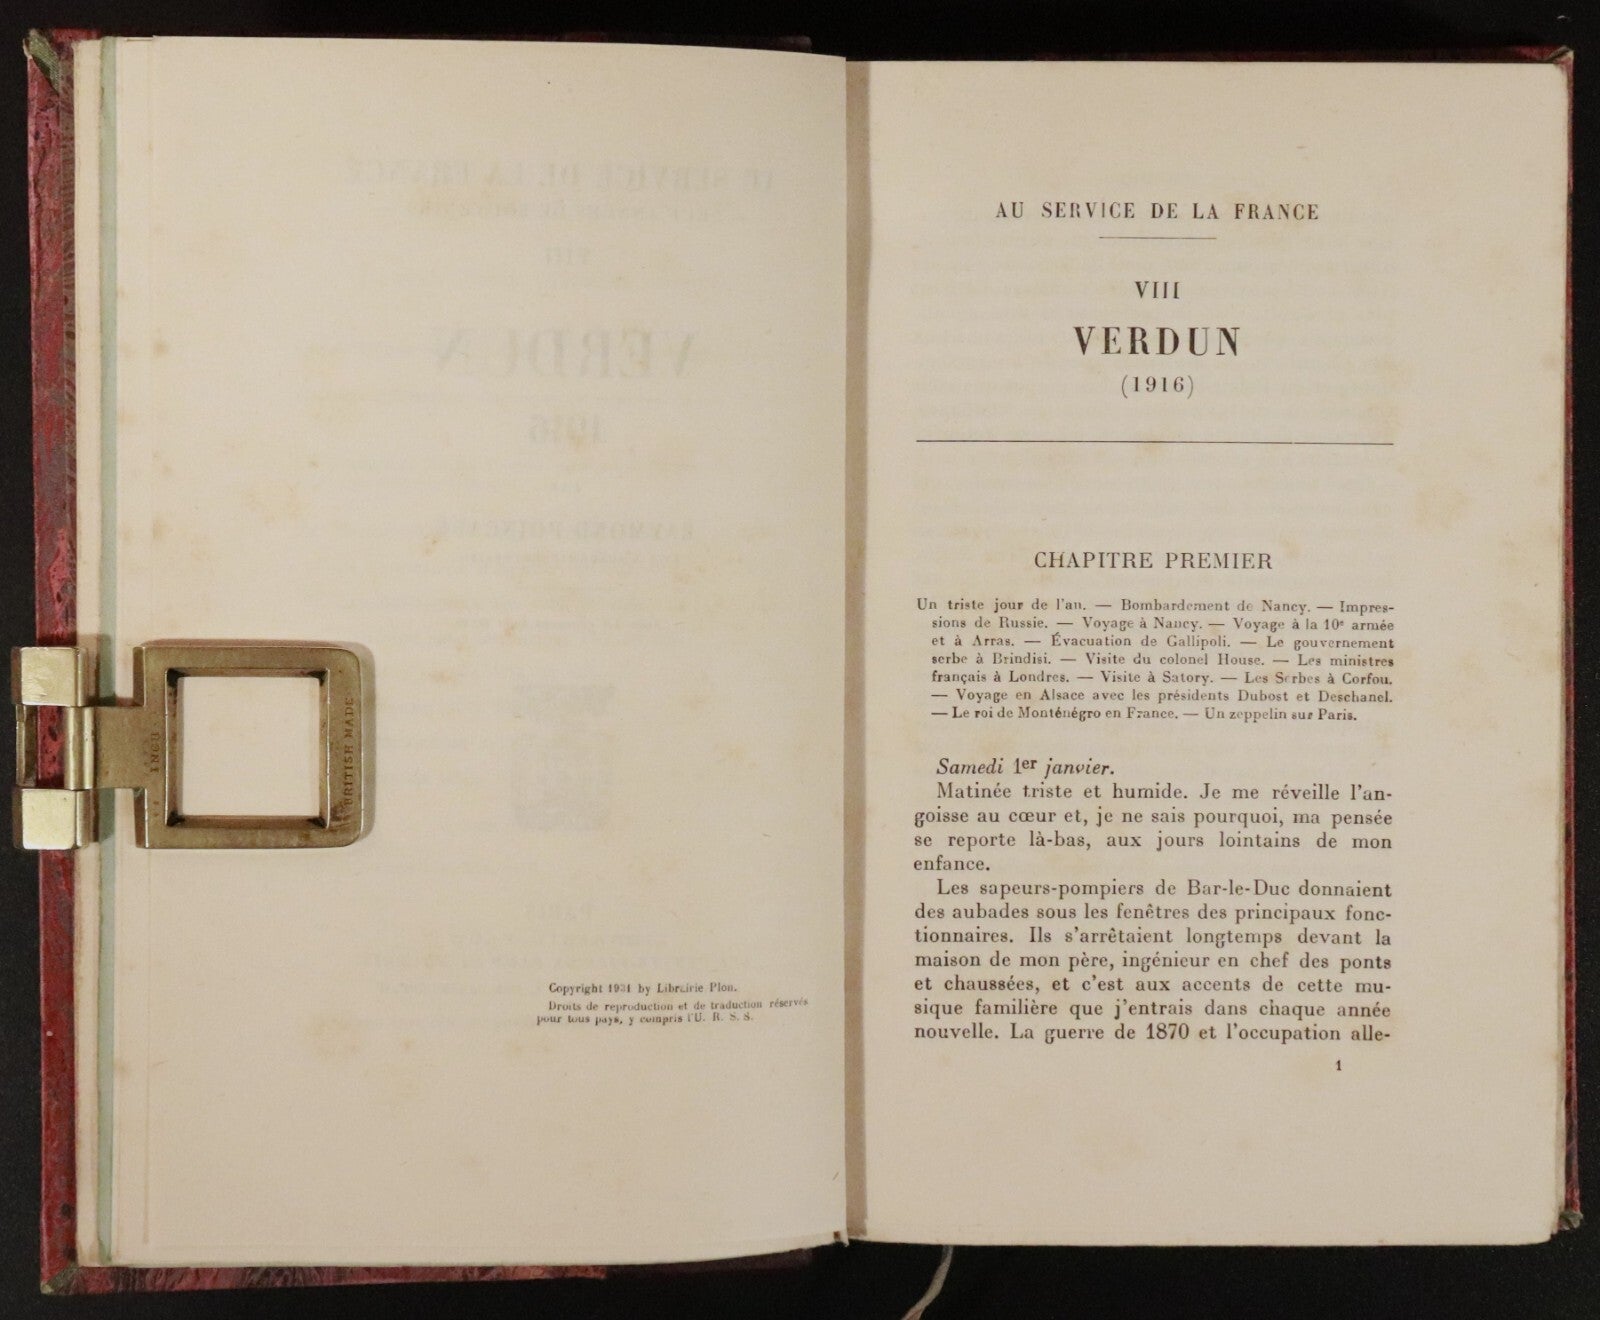 Copyright 1931 by Librairie Plon.
Droits de reproduction et de traduction réservés
pour tous pays, y compris l'U. R. S. S.
BRITISH MADE
AU SERVICE DE LA FRANCE
VIII
VERDUN
(1916)
CHAPITRE PREMIER
Un triste jour de l'an. — Bombardement de Nancy. — Impres-
sions de Russie. — Voyage à Nancy. — Voyage à la 10e armée
et à Arras. — Évacuation de Gallipoli. — Le gouvernement
serbe à Brindisi. — Visite du colonel House. — Les ministres
français à Londres. — Visite à Satory. — Les Serbes à Corfou.
— Voyage en Alsace avec les présidents Dubost et Deschanel.
— Le roi de Monténégro en France. — Un zeppelin sur Paris.
Samedi 1er janvier.
Matinée triste et humide. Je me réveille l'an-
goisse au cœur et, je ne sais pourquoi, ma pensée
se reporte là-bas, aux jours lointains de mon
enfance.
Les sapeurs-pompiers de Bar-le-Duc donnaient
des aubades sous les fenêtres des principaux fonc-
tionnaires. Ils s'arrêtaient longtemps devant la
maison de mon père, ingénieur en chef des ponts
et chaussées, et c'est aux accents de cette mu-
sique familière que j'entrais dans chaque année
nouvelle. La guerre de 1870 et l'occupation alle-
1